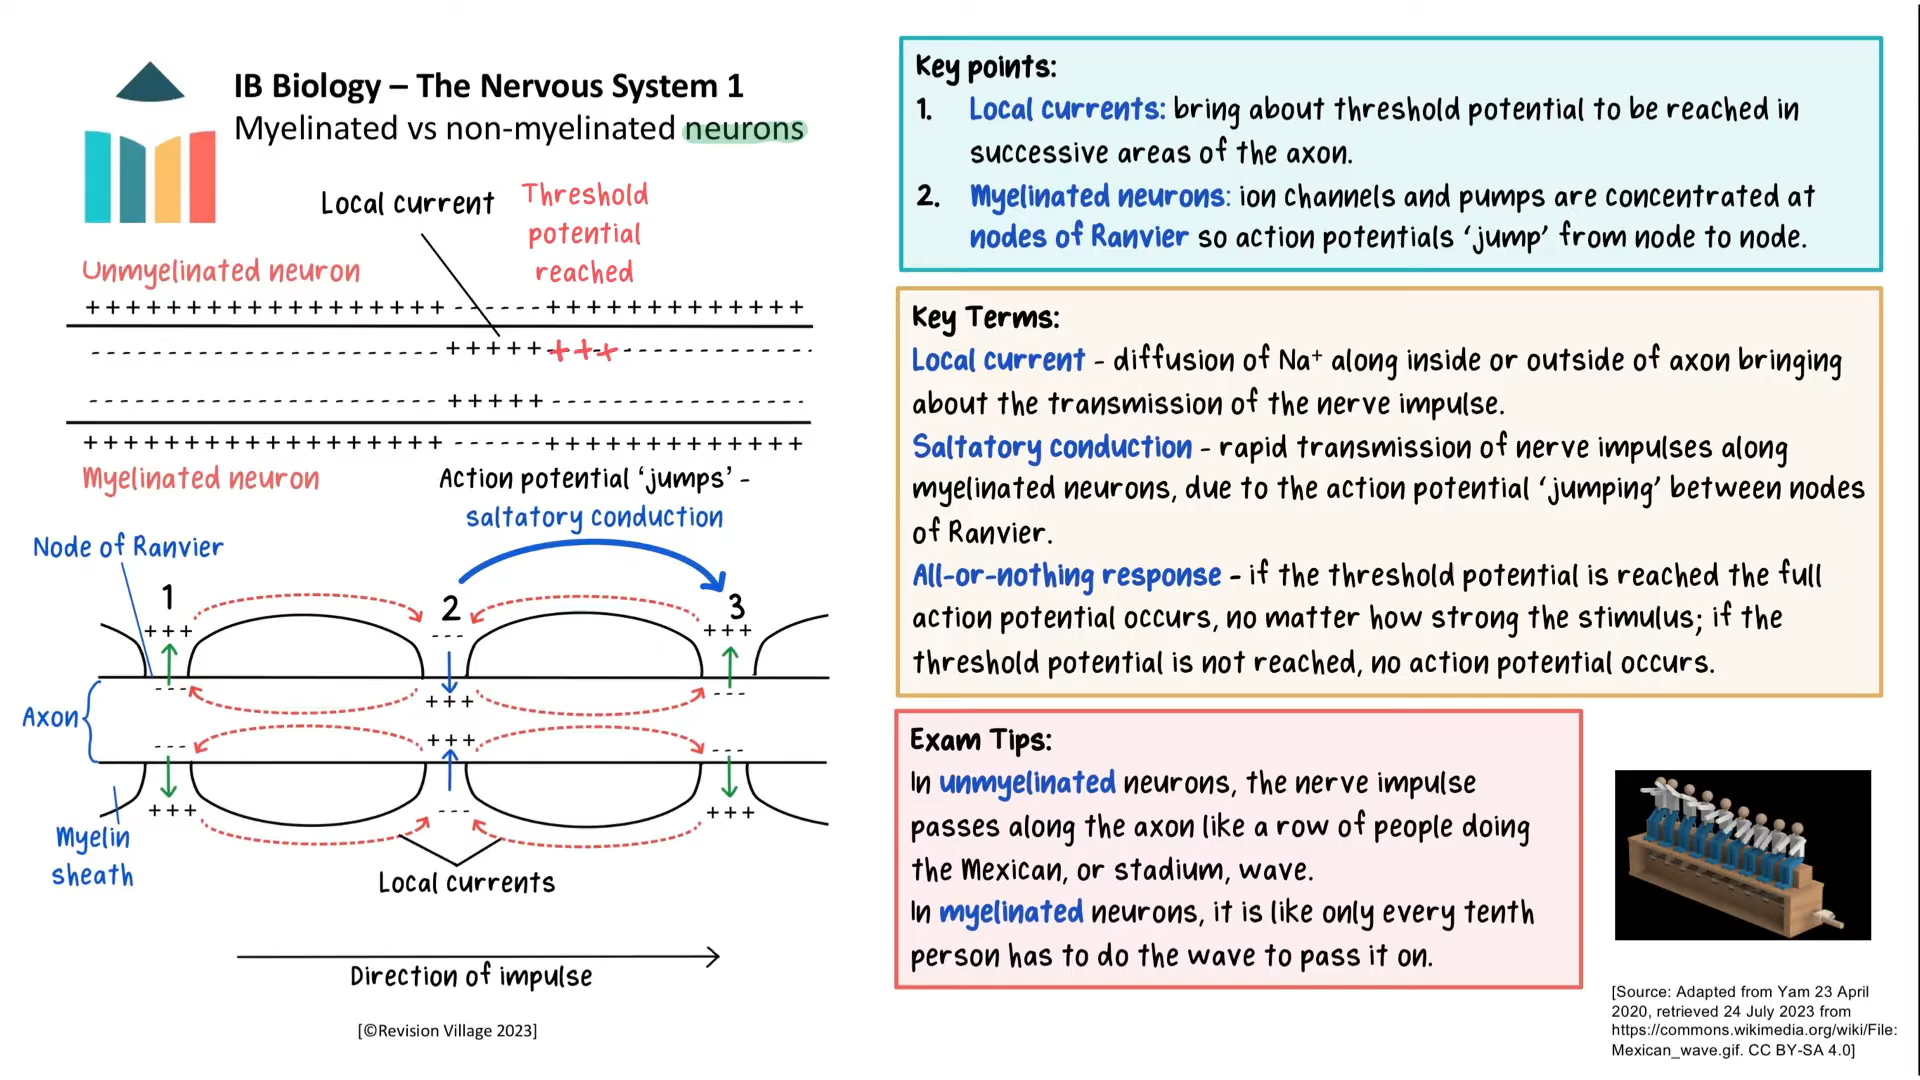 IB Biology – The Nervous System 1
Myelinated vs non-myelinated neurons
Local current
Threshold
potential
reached
Unmyelinated neuron
+ + + + + + + + + + + + + + + + + + - - - - - - + + + + + + + + + + + + +
- - - - - - - - - - - - - - - - - - - - - - - - - - - - + + + + + + + + - - - - - - - - - - - - - - - -
- - - - - - - - - - - - - - - - - - - - - - - - - - - - + + + + + - - - - - - - - - - - - - - - - - - - -
+ + + + + + + + + + + + + + + + + + - - - - - - + + + + + + + + + + + + +
Myelinated neuron
Action potential ‘jumps’ -
saltatory conduction
Node of Ranvier
1
2
3
+ + +
- - - -
+ + +
- - - -
+ + +
- - - -
Axon
- - - -
+ + +
- - - -
+ + +
- - - -
+ + +
Myelin
sheath
Local currents
Direction of impulse
[©Revision Village 2023]
Key points:
1. Local currents: bring about threshold potential to be reached in
successive areas of the axon.
2. Myelinated neurons: ion channels and pumps are concentrated at
nodes of Ranvier so action potentials ‘jump’ from node to node.
Key Terms:
Local current - diffusion of Na⁺ along inside or outside of axon bringing
about the transmission of the nerve impulse.
Saltatory conduction - rapid transmission of nerve impulses along
myelinated neurons, due to the action potential ‘jumping’ between nodes
of Ranvier.
All-or-nothing response - if the threshold potential is reached the full
action potential occurs, no matter how strong the stimulus; if the
threshold potential is not reached, no action potential occurs.
Exam Tips:
In unmyelinated neurons, the nerve impulse
passes along the axon like a row of people doing
the Mexican, or stadium, wave.
In myelinated neurons, it is like only every tenth
person has to do the wave to pass it on.
[Source: Adapted from Yam 23 April
2020, retrieved 24 July 2023 from
https://commons.wikimedia.org/wiki/File:
Mexican_wave.gif. CC BY-SA 4.0]